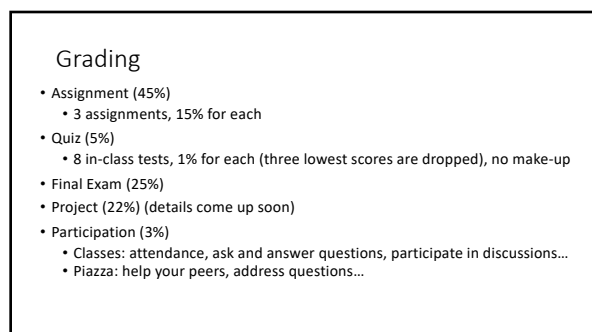 Grading
• Assignment (45%)
• 3 assignments, 15% for each
• Quiz (5%)
• 8 in-class tests, 1% for each (three lowest scores are dropped), no make-up
• Final Exam (25%)
• Project (22%) (details come up soon)
• Participation (3%)
• Classes: attendance, ask and answer questions, participate in discussions…
• Piazza: help your peers, address questions…